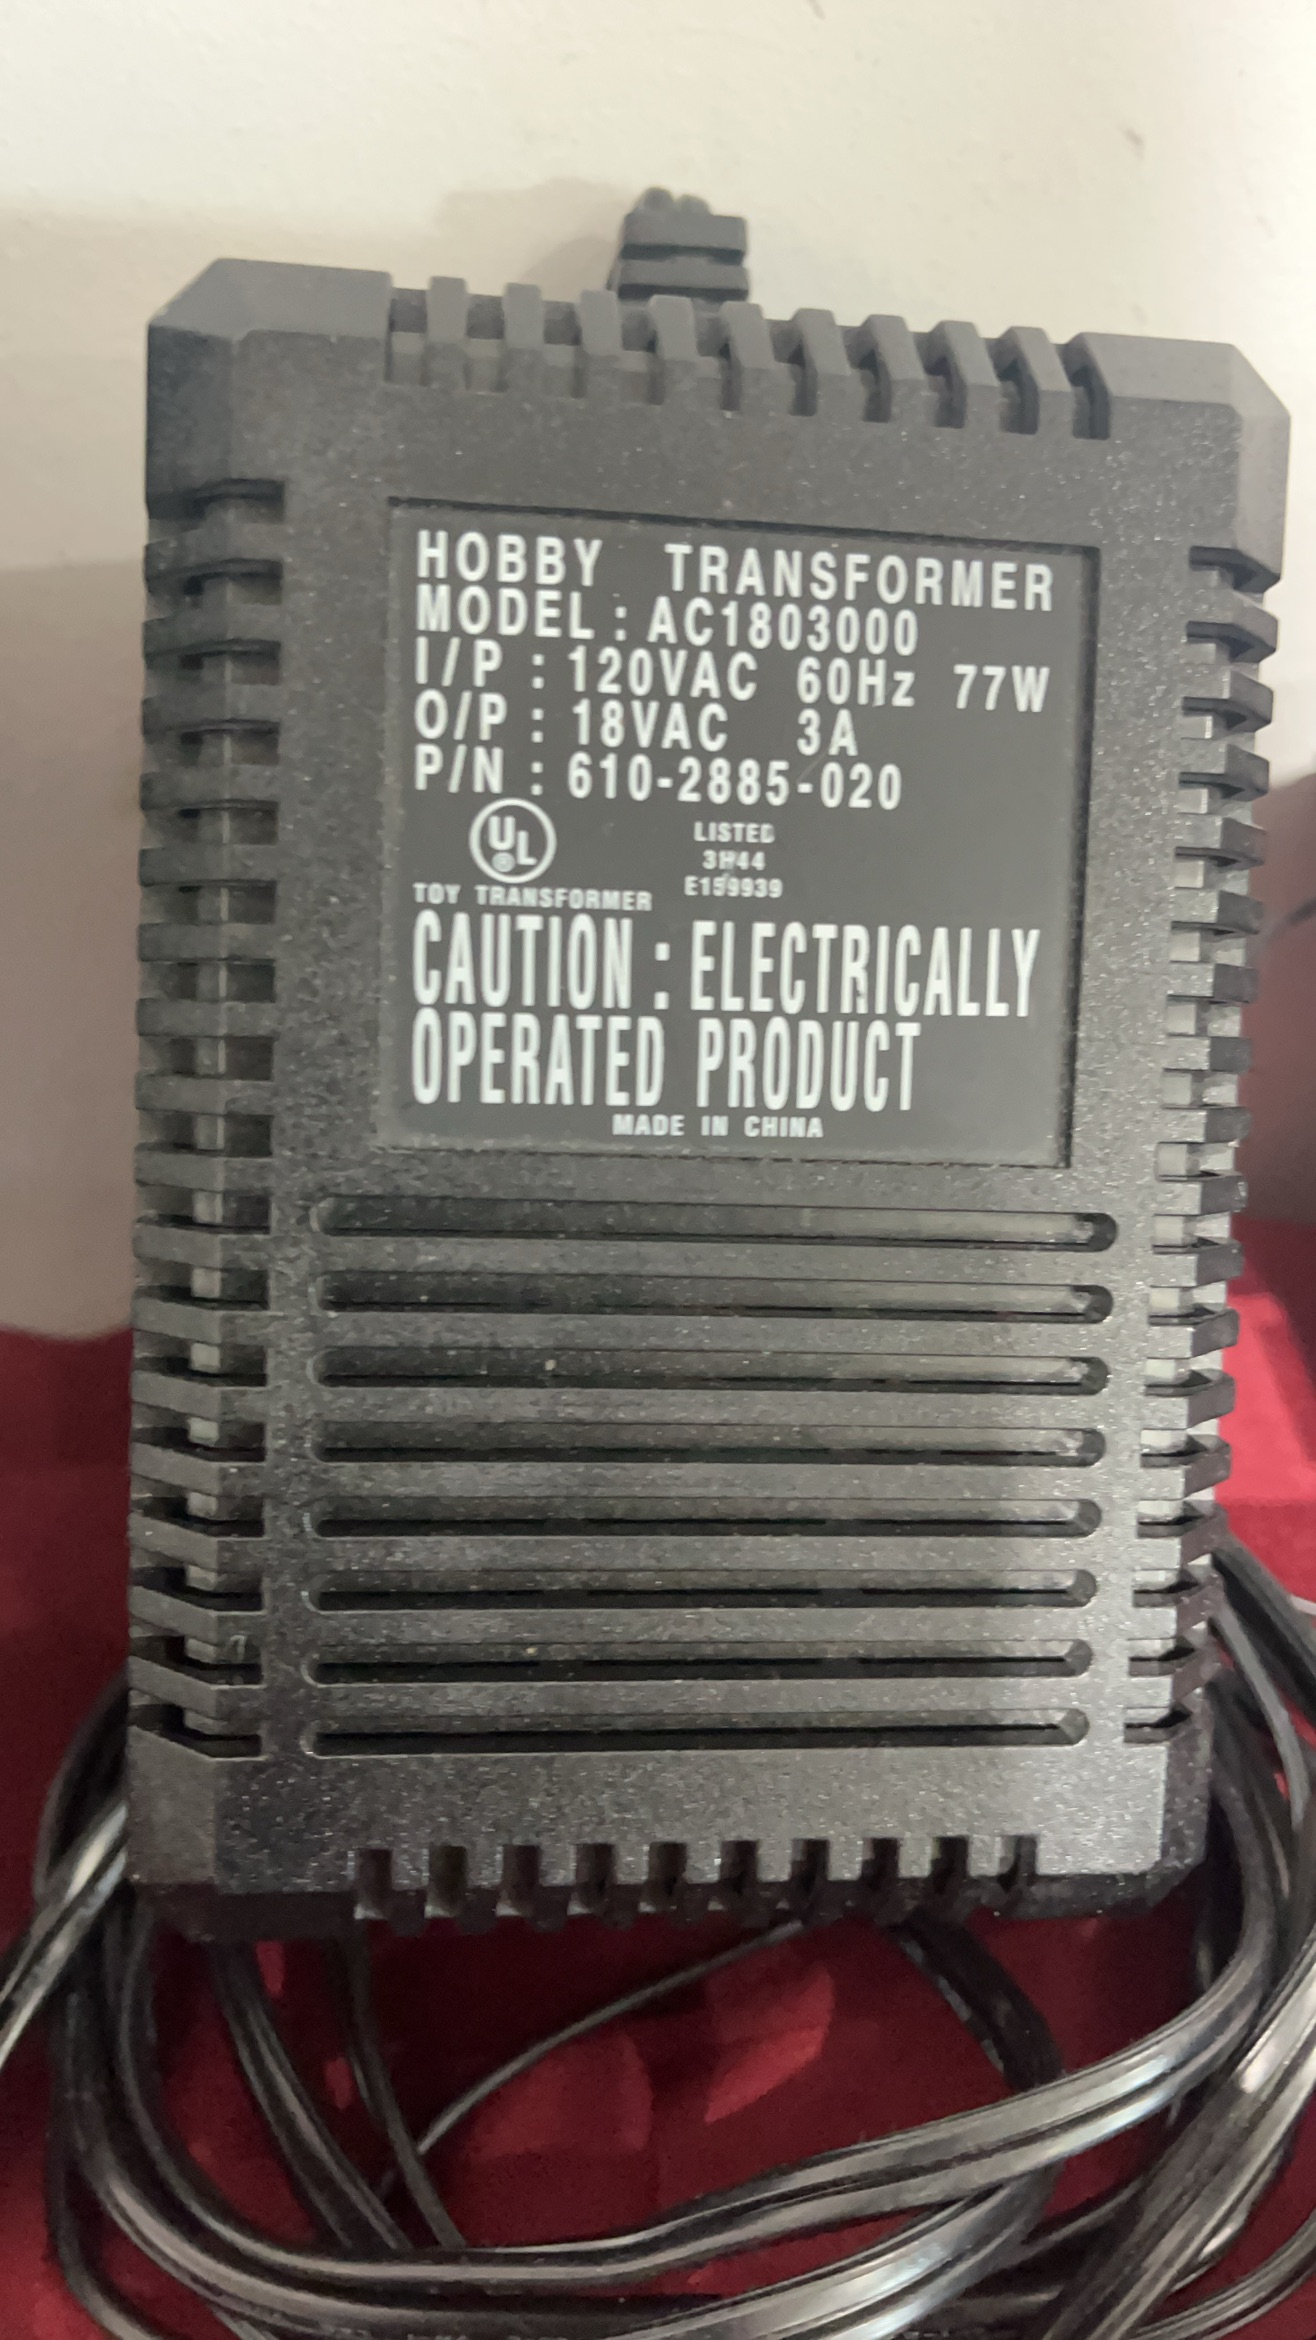 HOBBY TRANSFORMER
MODEL : AC1803000
I/P : 120VAC 60Hz 77W
O/P : 18VAC 3A
P/N : 610-2885-020
UL ® LISTED
3H44
E159939
TOY TRANSFORMER
CAUTION : ELECTRICALLY
OPERATED PRODUCT
MADE IN CHINA